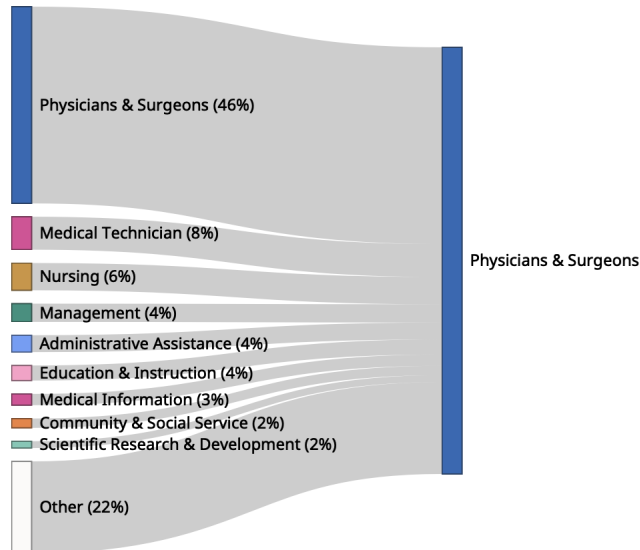 Physicians & Surgeons (46%)
Medical Technician (8%)
Nursing (6%)
Management (4%)
Administrative Assistance (4%)
Education & Instruction (4%)
Medical Information (3%)
Community & Social Service (2%)
Scientific Research & Development (2%)
Other (22%)
Physicians & Surgeons